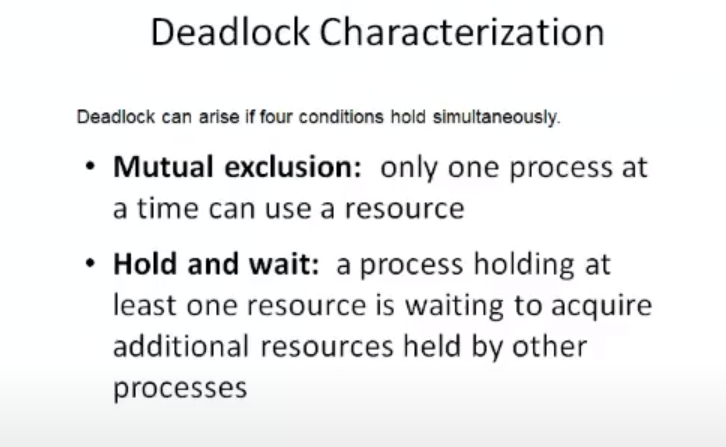 Deadlock Characterization
Deadlock can arise if four conditions hold simultaneously.
• Mutual exclusion: only one process at
a time can use a resource
• Hold and wait: a process holding at
least one resource is waiting to acquire
additional resources held by other
processes